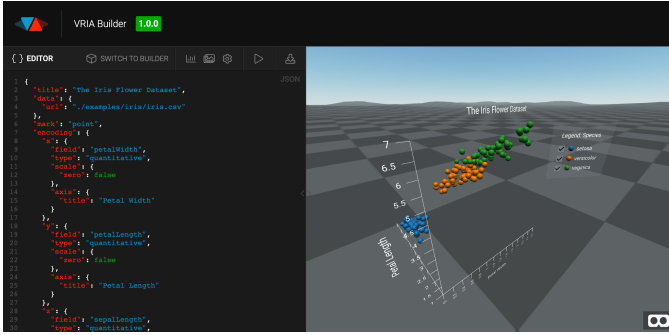 VRIA Builder 1.0.0
{ } EDITOR
SWITCH TO BUILDER
JSON
1 {
2 "title": "The Iris Flower Dataset",
3 "data": {
4 "url": "./examples/iris/iris.csv"
5 },
6 "mark": "point",
7 "encoding": {
8 "x": {
9 "field": "petalWidth",
10 "type": "quantitative",
11 "scale": {
12 "zero": false
13 },
14 "axis": {
15 "title": "Petal Width"
16 }
17 },
18 "y": {
19 "field": "petalLength",
20 "type": "quantitative",
21 "scale": {
22 "zero": false
23 },
24 "axis": {
25 "title": "Petal Length"
26 }
27 },
28 "z": {
29 "field": "sepalLength",
30 "type": "quantitative",
The Iris Flower Dataset
Legend: Species
setosa
versicolor
virginica
7
6.5
6
5.5
5
4.5
Petal Length